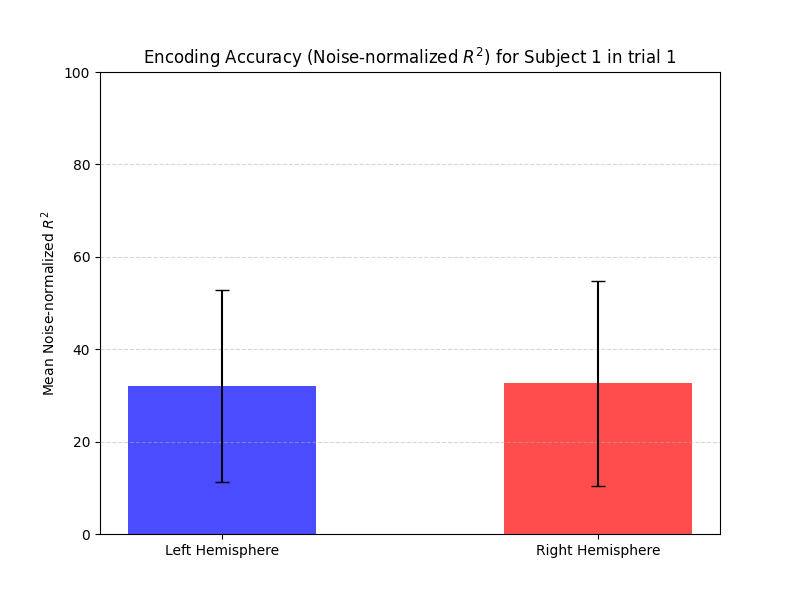 Encoding Accuracy (Noise-normalized R²) for Subject 1 in trial 1
100
80
60
40
20
0
Mean Noise-normalized R²
Left Hemisphere
Right Hemisphere